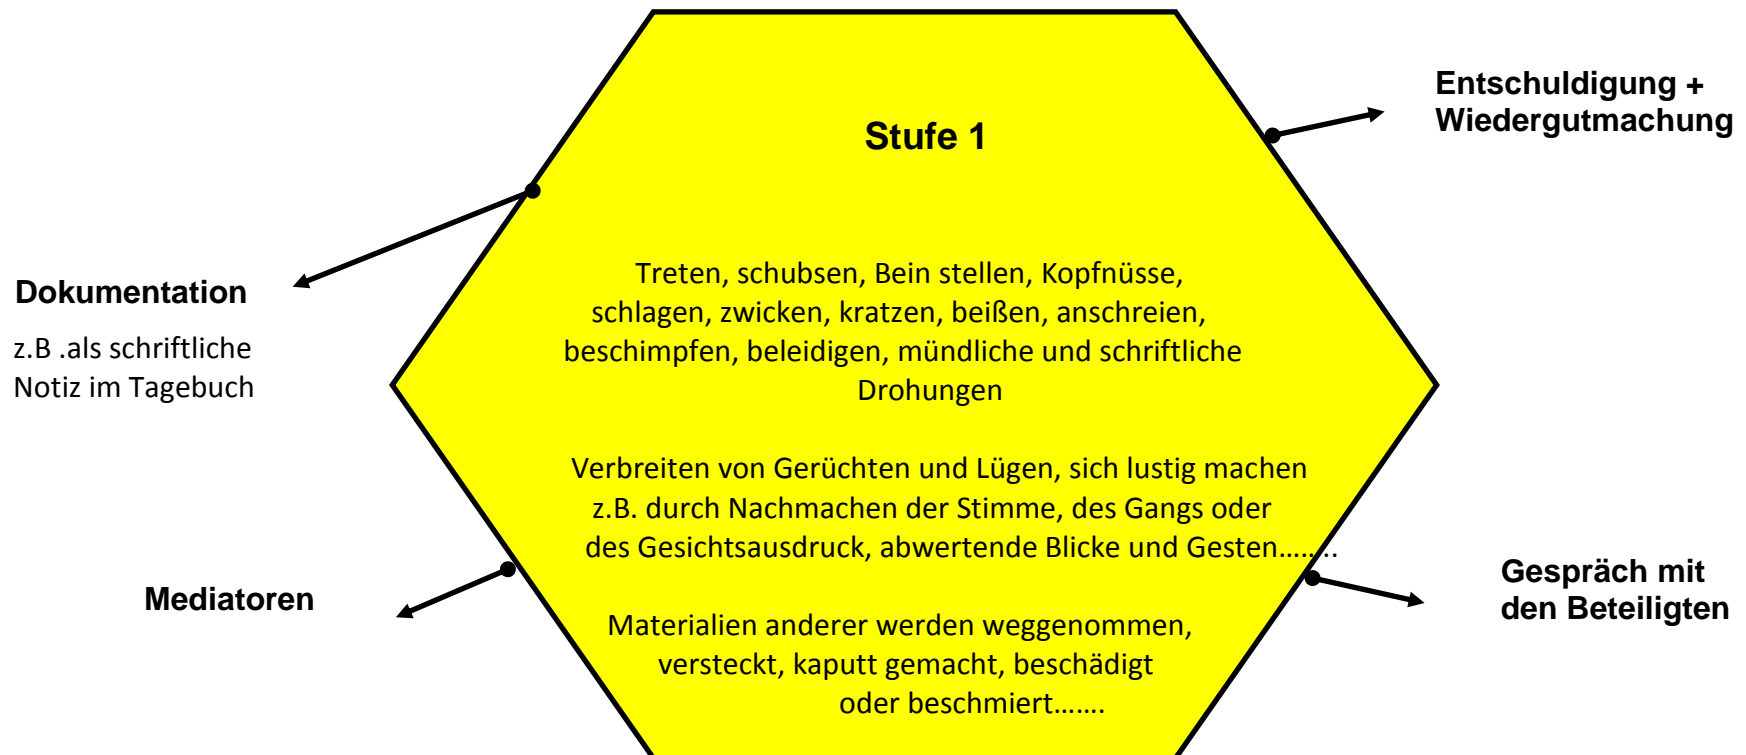 Entschuldigung +
Wiedergutmachung
Stufe 1
Treten, schubsen, Bein stellen, Kopfnüsse,
schlagen, zwicken, kratzen, beißen, anschreien,
beschimpfen, beleidigen, mündliche und schriftliche
Drohungen
Dokumentation
z.B .als schriftliche
Notiz im Tagebuch
Verbreiten von Gerüchten und Lügen, sich lustig machen
z.B. durch Nachmachen der Stimme, des Gangs oder
des Gesichtsausdruck, abwertende Blicke und Gesten........
Mediatoren
Gespräch mit
den Beteiligten
Materialien anderer werden weggenommen,
versteckt, kaputt gemacht, beschädigt
oder beschmiert.......